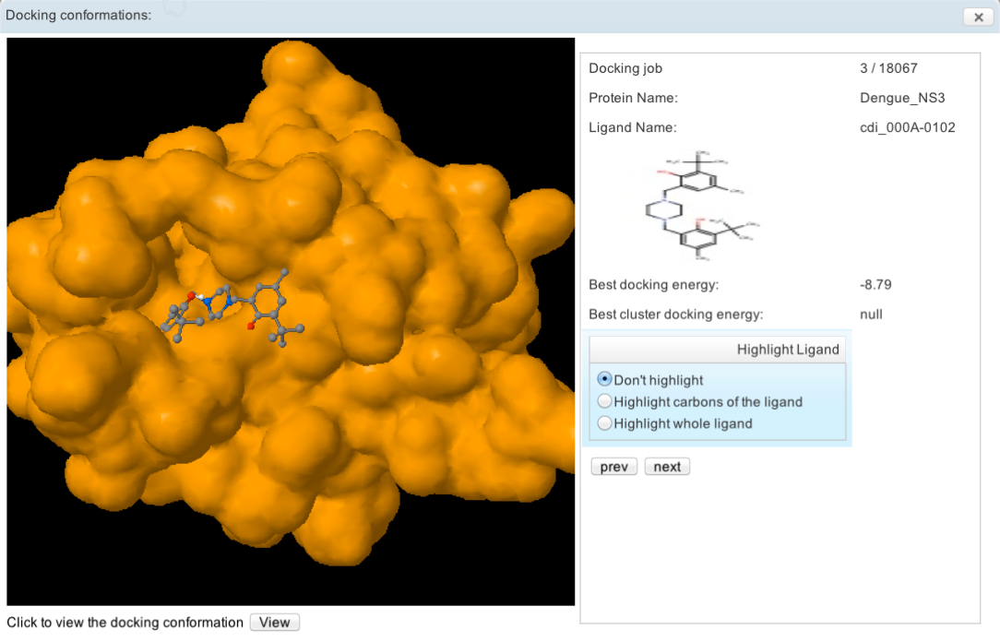 Docking conformations:
Docking job 3 / 18067
Protein Name: Dengue_NS3
Ligand Name: cdi_000A-0102
Best docking energy: -8.79
Best cluster docking energy: null
Highlight Ligand
Don't highlight
Highlight carbons of the ligand
Highlight whole ligand
prev next
Click to view the docking conformation View